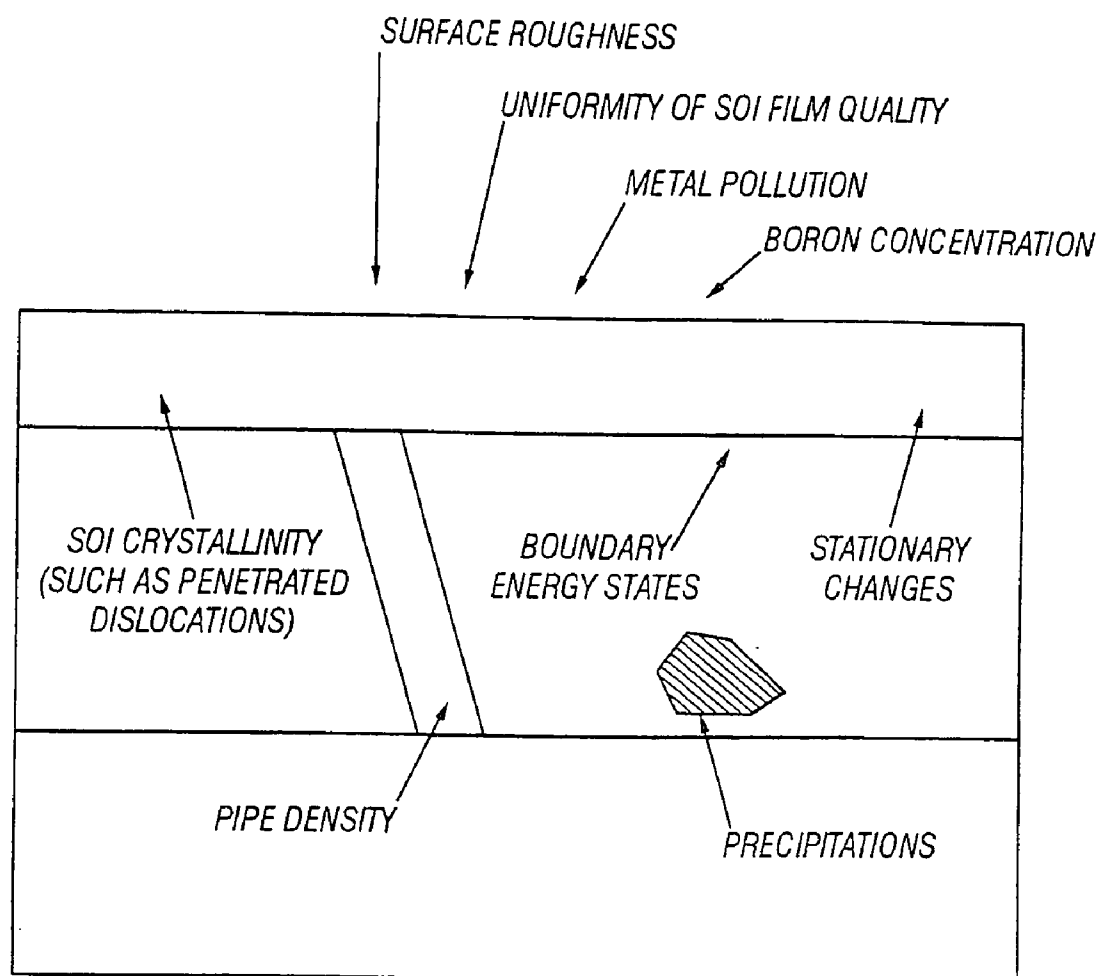 SURFACE ROUGHNESS
UNIFORMITY OF SOI FILM QUALITY
METAL POLLUTION
BORON CONCENTRATION
SOI CRYSTALLINITY
(SUCH AS PENETRATED
DISLOCATIONS)
BOUNDARY
ENERGY STATES
STATIONARY
CHANGES
PIPE DENSITY
PRECIPITATIONS